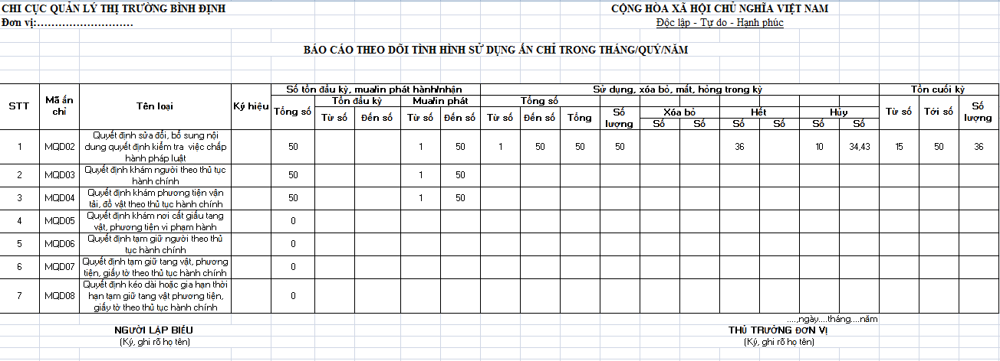 CHI CỤC QUẢN LÝ THỊ TRƯỜNG BÌNH ĐỊNH CỘNG HÒA XÃ HỘI CHỦ NGHĨA VIỆT NAM
Đơn vị:……………………… Độc lập - Tự do - Hạnh phúc
BÁO CÁO THEO DÕI TÌNH HÌNH SỬ DỤNG ẤN CHỈ TRONG THÁNG/QUÝ/NĂM
STT Mã ấn chỉ Tên loại Ký hiệu Số tồn đầu kỳ, mua/in phát hành/nhận Sử dụng, xóa bỏ, mất, hỏng trong kỳ Tồn cuối kỳ
Tổng số Tồn đầu kỳ Mua/in phát Tổng số Số lượng Xóa bỏ Hết Hủy Từ số Tới số Số lượng
Từ số Đến số Từ số Đến số Từ số Đến số Tổng Số Số Số Số Số Số
Quyết định sửa đổi, bổ sung nội
1 MQD02 dung quyết định kiểm tra việc chấp 50 1 50 1 50 50 50 36 10 34,43 15 50 36
hành pháp luật
2 MQD03 Quyết định khám người theo thủ tục 50 1 50
hành chính
3 MQD04 Quyết định khám phương tiện vận 50 1 50
tải, đồ vật theo thủ tục hành chính
4 MQD05 Quyết định khám nơi cất giấu tang 0
vật, phương tiện vi phạm hành
5 MQD06 Quyết định tạm giữ người theo thủ 0
tục hành chính
6 MQD07 Quyết định tạm giữ tang vật, phương 0
tiện, giấy tờ theo thủ tục hành chính
Quyết định kéo dài hoặc gia hạn thời
7 MQD08 hạn tạm giữ tang vật phương tiện, 0
giấy tờ theo thủ tục hành chính
....,ngày....tháng....năm
NGƯỜI LẬP BIỂU THỦ TRƯỞNG ĐƠN VỊ
(Ký, ghi rõ họ tên) (Ký, ghi rõ họ tên)